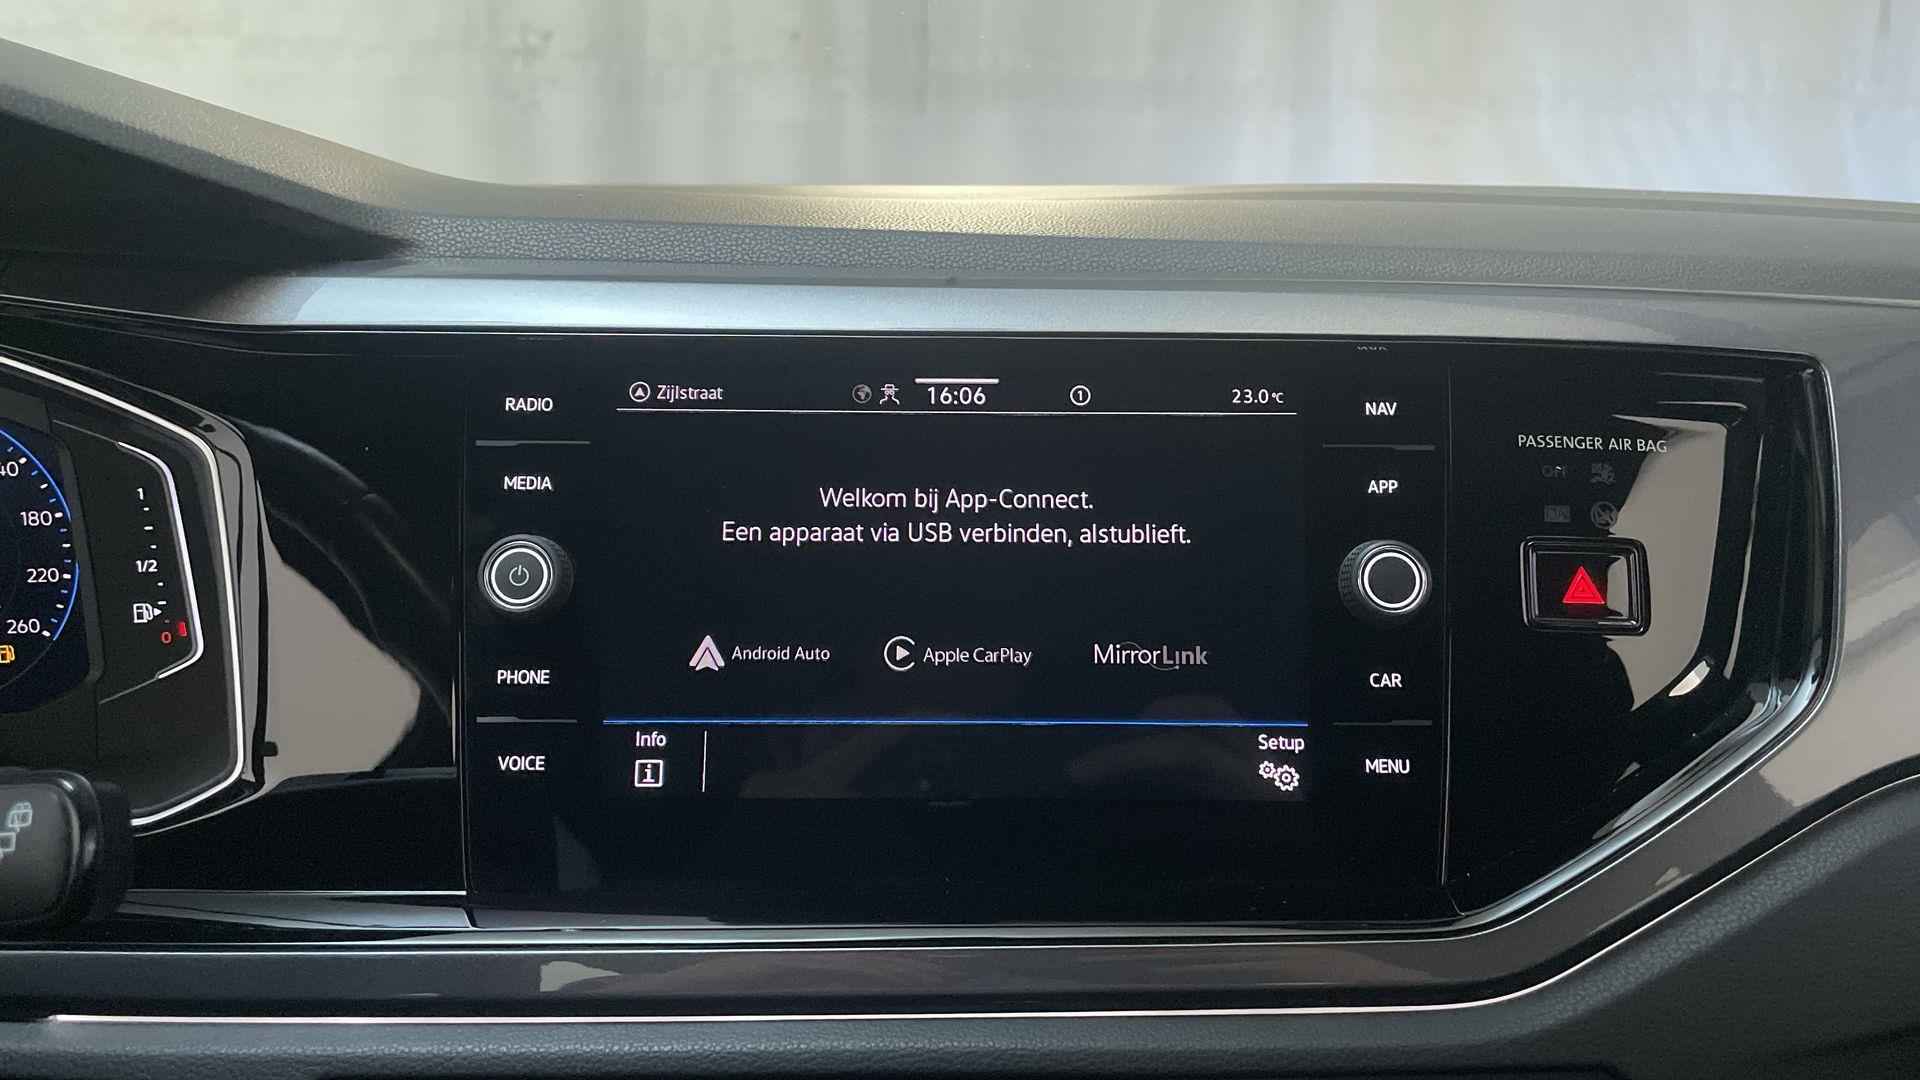 RADIO
MEDIA
PHONE
VOICE
Zijlstraat
16:06
1
23.0 °C
Welkom bij App-Connect.
Een apparaat via USB verbinden, alstublieft.
Android Auto
Apple CarPlay
MirrorLink
Info
i
Setup
NAV
APP
CAR
MENU
PASSENGER AIR BAG
OFF
180
220
260
1
1/2
0